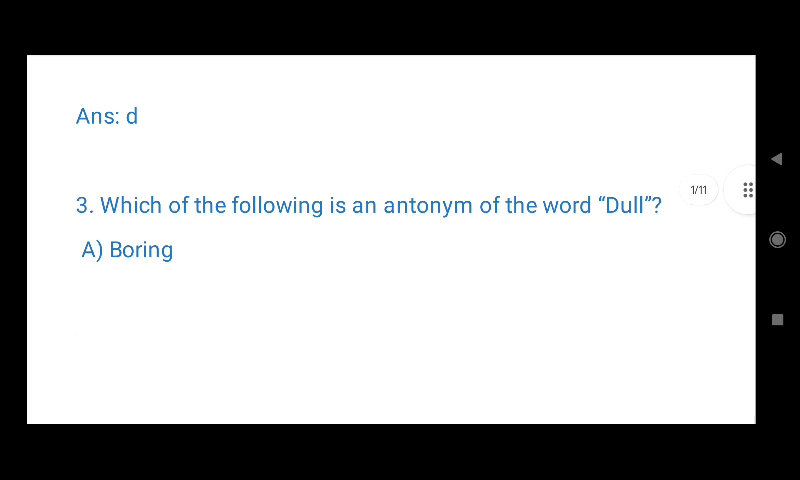 Ans: d
1/11
3. Which of the following is an antonym of the word “Dull”?
A) Boring